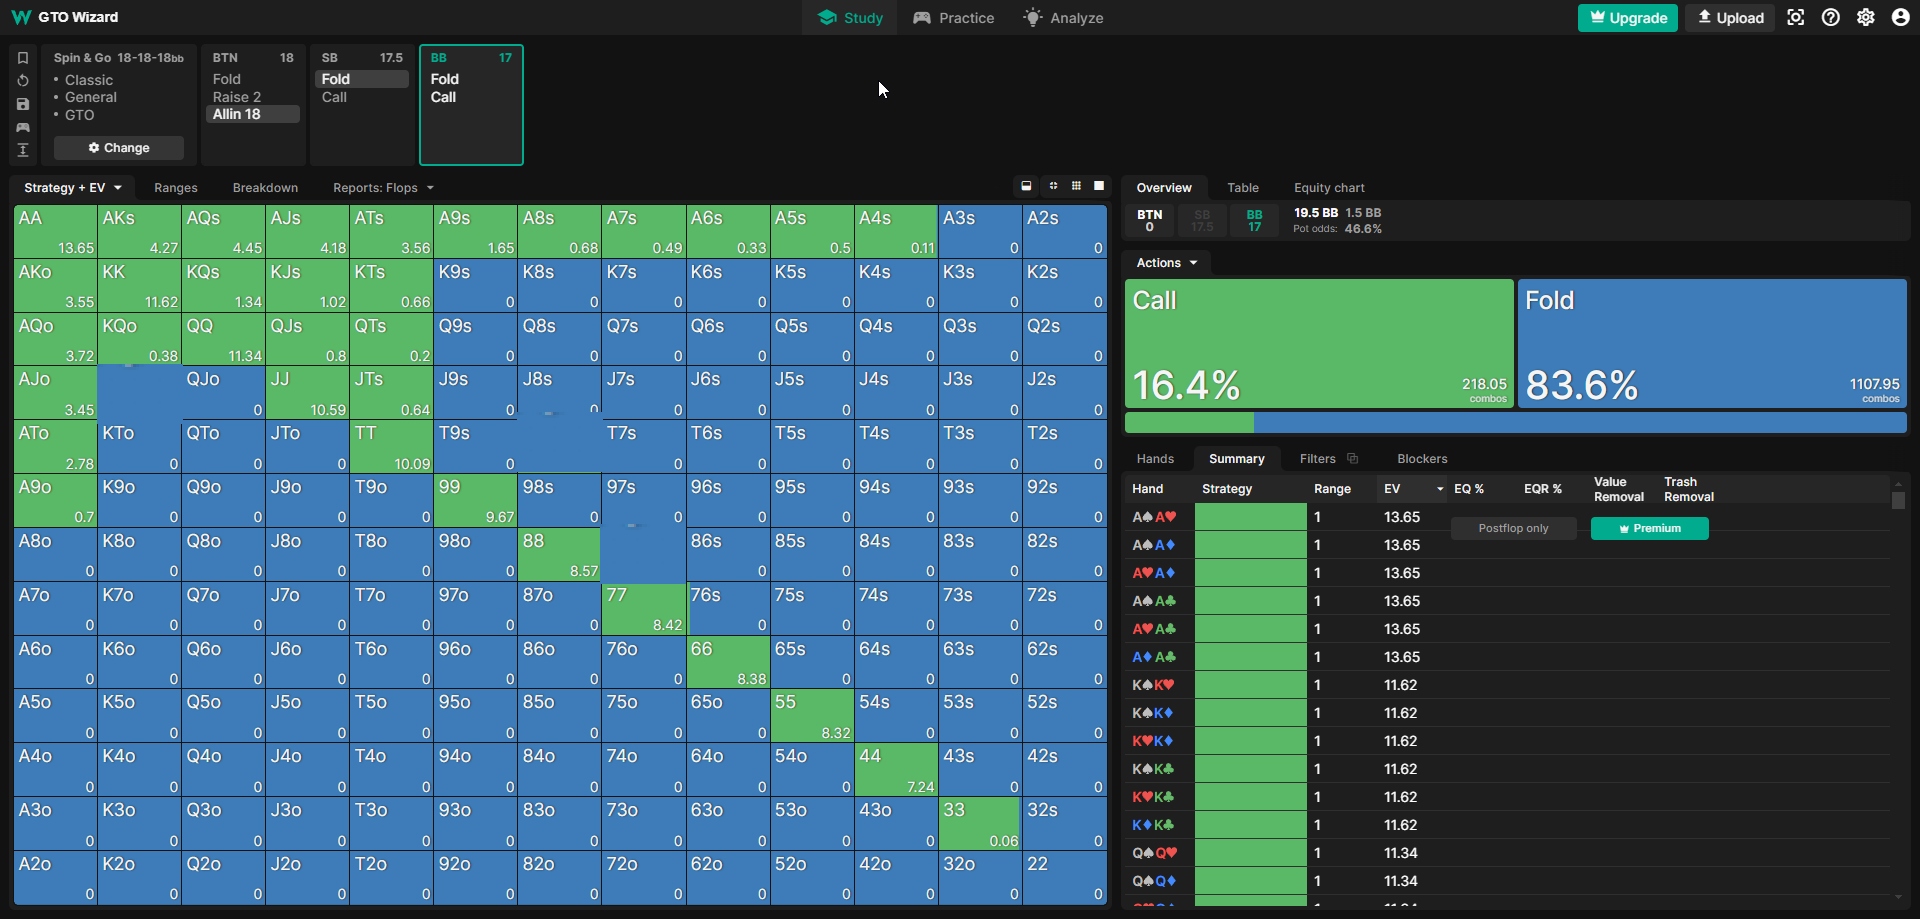 GTO Wizard
Study
Practice
Analyze
Upgrade
Upload
Spin & Go 18-18-18bb
• Classic
• General
• GTO
Change
BTN 18
Fold
Raise 2
Allin 18
SB 17.5
Fold
Call
BB 17
Fold
Call
Strategy + EV
Ranges
Breakdown
Reports: Flops
AA 13.65 AKs 4.27 AQs 4.45 AJs 4.18 ATs 3.56 A9s 1.65 A8s 0.68 A7s 0.49 A6s 0.33 A5s 0.5 A4s 0.11 A3s 0 A2s 0
AKo 3.55 KK 11.62 KQs 1.34 KJs 1.02 KTs 0.66 K9s 0 K8s 0 K7s 0 K6s 0 K5s 0 K4s 0 K3s 0 K2s 0
AQo 3.72 KQo 0.38 QQ 11.34 QJs 0.8 QTs 0.2 Q9s 0 Q8s 0 Q7s 0 Q6s 0 Q5s 0 Q4s 0 Q3s 0 Q2s 0
AJo 3.45 QJo 0 JJ 10.59 JTs 0.64 J9s 0 J8s 0 J7s 0 J6s 0 J5s 0 J4s 0 J3s 0 J2s 0
ATo 2.78 KTo 0 QTo 0 JTo 0 TT 10.09 T9s 0 T7s 0 T6s 0 T5s 0 T4s 0 T3s 0 T2s 0
A9o 0.7 K9o 0 Q9o 0 J9o 0 T9o 0 99 9.67 98s 0 97s 0 96s 0 95s 0 94s 0 93s 0 92s 0
A8o 0 K8o 0 Q8o 0 J8o 0 T8o 0 98o 0 88 8.57 86s 0 85s 0 84s 0 83s 0 82s 0
A7o 0 K7o 0 Q7o 0 J7o 0 T7o 0 97o 0 87o 0 77 8.42 76s 0 75s 0 74s 0 73s 0 72s 0
A6o 0 K6o 0 Q6o 0 J6o 0 T6o 0 96o 0 86o 0 76o 0 66 8.38 65s 0 64s 0 63s 0 62s 0
A5o 0 K5o 0 Q5o 0 J5o 0 T5o 0 95o 0 85o 0 75o 0 65o 0 55 8.32 54s 0 53s 0 52s 0
A4o 0 K4o 0 Q4o 0 J4o 0 T4o 0 94o 0 84o 0 74o 0 64o 0 54o 0 44 7.24 43s 0 42s 0
A3o 0 K3o 0 Q3o 0 J3o 0 T3o 0 93o 0 83o 0 73o 0 63o 0 53o 0 43o 0 33 0.06 32s 0
A2o 0 K2o 0 Q2o 0 J2o 0 T2o 0 92o 0 82o 0 72o 0 62o 0 52o 0 42o 0 32o 0 22 0
Overview
Table
Equity chart
BTN 0
SB 17.5
BB 17
19.5 BB 1.5 BB
Pot odds: 46.6%
Actions
Call
16.4%
218.05 combos
Fold
83.6%
1107.95 combos
Hands
Summary
Filters
Blockers
Hand Strategy Range EV EQ % EQR % Value Removal Trash Removal
Postflop only
Premium
A♠A♥ 1 13.65
A♠A♦ 1 13.65
A♥A♦ 1 13.65
A♠A♣ 1 13.65
A♥A♣ 1 13.65
A♦A♣ 1 13.65
K♠K♥ 1 11.62
K♠K♦ 1 11.62
K♥K♦ 1 11.62
K♠K♣ 1 11.62
K♥K♣ 1 11.62
K♦K♣ 1 11.62
Q♠Q♥ 1 11.34
Q♠Q♦ 1 11.34